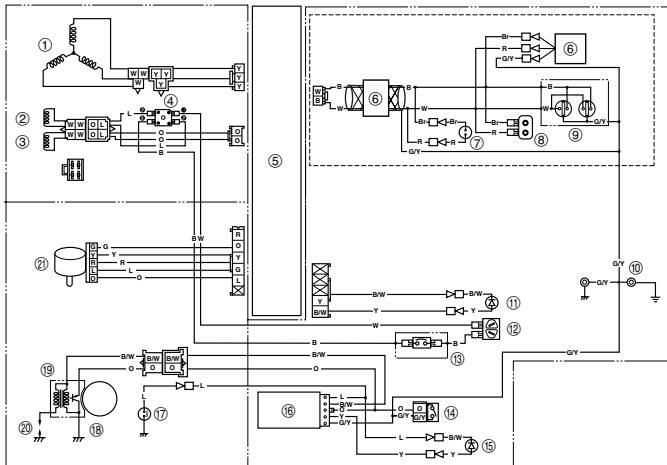 ①
W W Y Y Y
W Y Y
Y
④
②
③
W W O L
W W O L
L
O
O
L
B
O
O
⑤
W
B
B
W
⑥
B
W
Br
R
G/Y
⑥
Br Br
R R
⑦
Br
R
⑧
B
W
G/Y
⑨
G/Y
B W
㉑
G G
Y Y
R R
L L
O O
R
O
Y
G
L
G/Y
G/Y
⑩
Y
B/W
B/W B/W
Y Y
⑪
W
⑫
B B
⑬
B/W B/W B/W B/W
O O O O
G/Y
⑲
⑳
⑱
L L
L
⑰
⑯
L
B/W
O
Y
G/Y
O O
G/Y G/Y
⑭
L B/W
Y Y
⑮